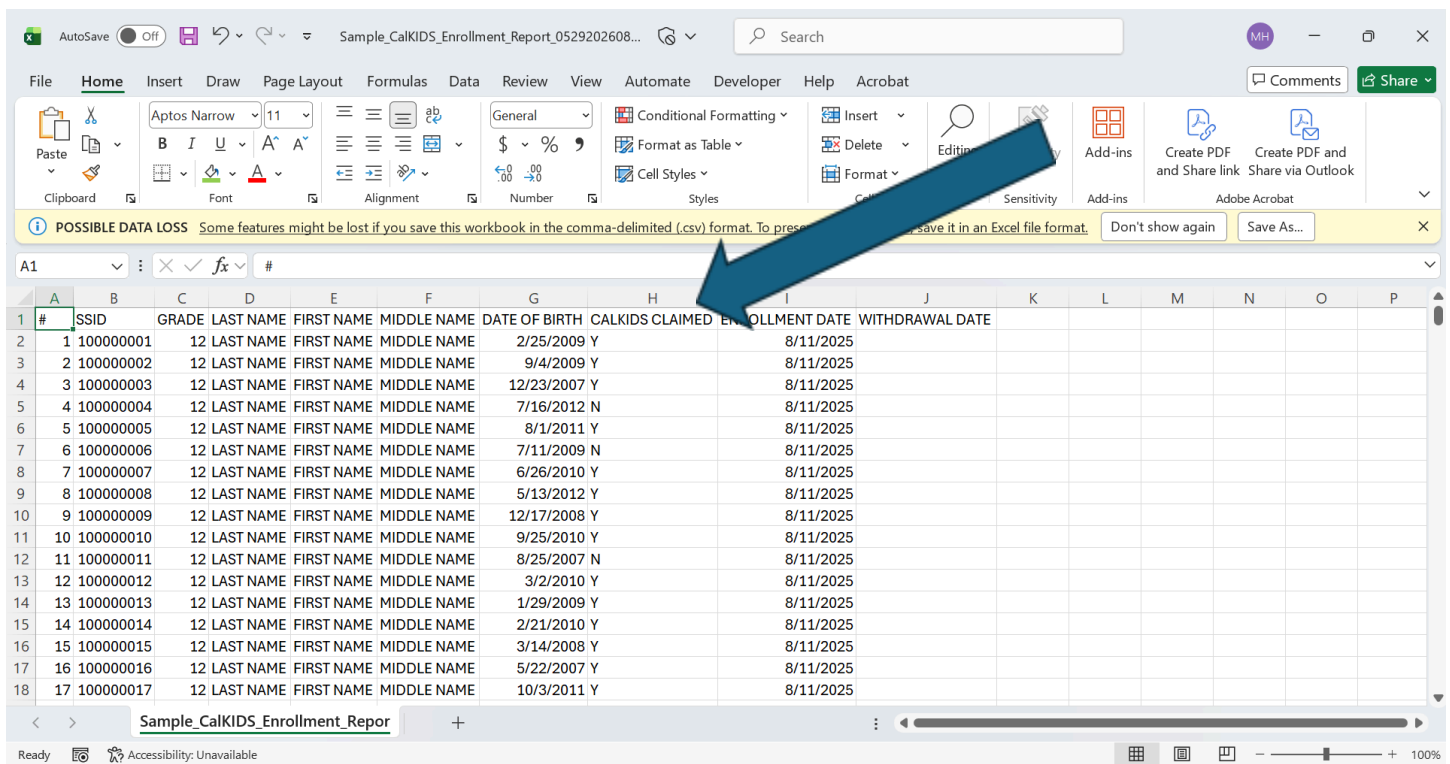 AutoSave Off Sample_CalKIDS_Enrollment_Report_0529202608... Search MH
File Home Insert Draw Page Layout Formulas Data Review View Automate Developer Help Acrobat Comments Share
Paste Aptos Narrow 11 General Conditional Formatting Insert
B I U A A $ % Format as Table Delete Add-ins Create PDF Create PDF and
A Cell Styles Format and Share link Share via Outlook
Clipboard Font Alignment Number Styles Sensitivity Add-ins Adobe Acrobat
POSSIBLE DATA LOSS Some features might be lost if you save this workbook in the comma-delimited (.csv) format. To save it in an Excel file format. Don't show again Save As...
A1 fx #
A B C D E F G H I J K L M N O P
1 # SSID GRADE LAST NAME FIRST NAME MIDDLE NAME DATE OF BIRTH CALKIDS CLAIMED DATE WITHDRAWAL DATE
2 1 100000001 12 LAST NAME FIRST NAME MIDDLE NAME 2/25/2009 Y 8/11/2025
3 2 100000002 12 LAST NAME FIRST NAME MIDDLE NAME 9/4/2009 Y 8/11/2025
4 3 100000003 12 LAST NAME FIRST NAME MIDDLE NAME 12/23/2007 Y 8/11/2025
5 4 100000004 12 LAST NAME FIRST NAME MIDDLE NAME 7/16/2012 N 8/11/2025
6 5 100000005 12 LAST NAME FIRST NAME MIDDLE NAME 8/1/2011 Y 8/11/2025
7 6 100000006 12 LAST NAME FIRST NAME MIDDLE NAME 7/11/2009 N 8/11/2025
8 7 100000007 12 LAST NAME FIRST NAME MIDDLE NAME 6/26/2010 Y 8/11/2025
9 8 100000008 12 LAST NAME FIRST NAME MIDDLE NAME 5/13/2012 Y 8/11/2025
10 9 100000009 12 LAST NAME FIRST NAME MIDDLE NAME 12/17/2008 Y 8/11/2025
11 10 100000010 12 LAST NAME FIRST NAME MIDDLE NAME 9/25/2010 Y 8/11/2025
12 11 100000011 12 LAST NAME FIRST NAME MIDDLE NAME 8/25/2007 N 8/11/2025
13 12 100000012 12 LAST NAME FIRST NAME MIDDLE NAME 3/2/2010 Y 8/11/2025
14 13 100000013 12 LAST NAME FIRST NAME MIDDLE NAME 1/29/2009 Y 8/11/2025
15 14 100000014 12 LAST NAME FIRST NAME MIDDLE NAME 2/21/2010 Y 8/11/2025
16 15 100000015 12 LAST NAME FIRST NAME MIDDLE NAME 3/14/2008 Y 8/11/2025
17 16 100000016 12 LAST NAME FIRST NAME MIDDLE NAME 5/22/2007 Y 8/11/2025
18 17 100000017 12 LAST NAME FIRST NAME MIDDLE NAME 10/3/2011 Y 8/11/2025
Sample_CalKIDS_Enrollment_Repor
Ready Accessibility: Unavailable 100%